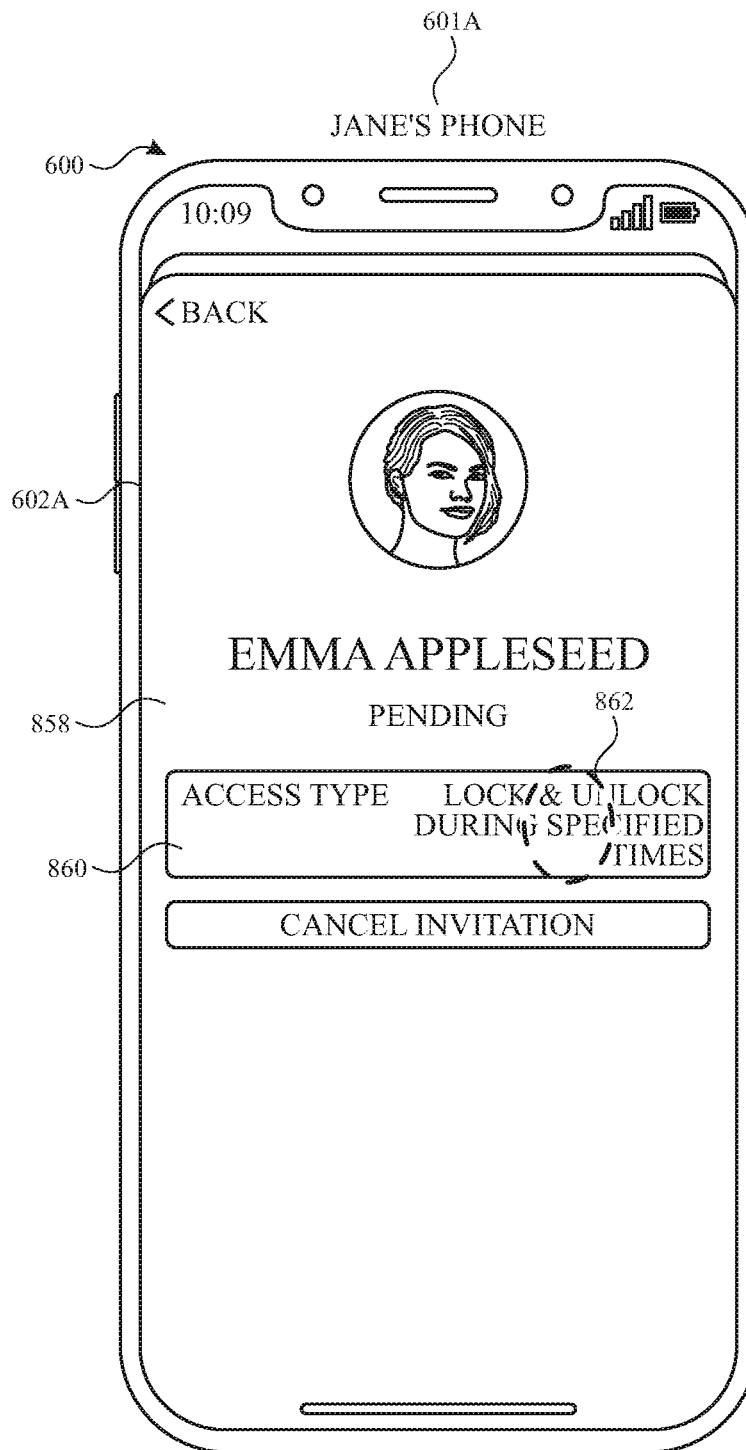 601A
JANE'S PHONE
600
10:09
BACK
602A
EMMA APPLESEED
858
PENDING
862
ACCESS TYPE
LOCK & UNLOCK
DURING SPECIFIED
TIMES
860
CANCEL INVITATION